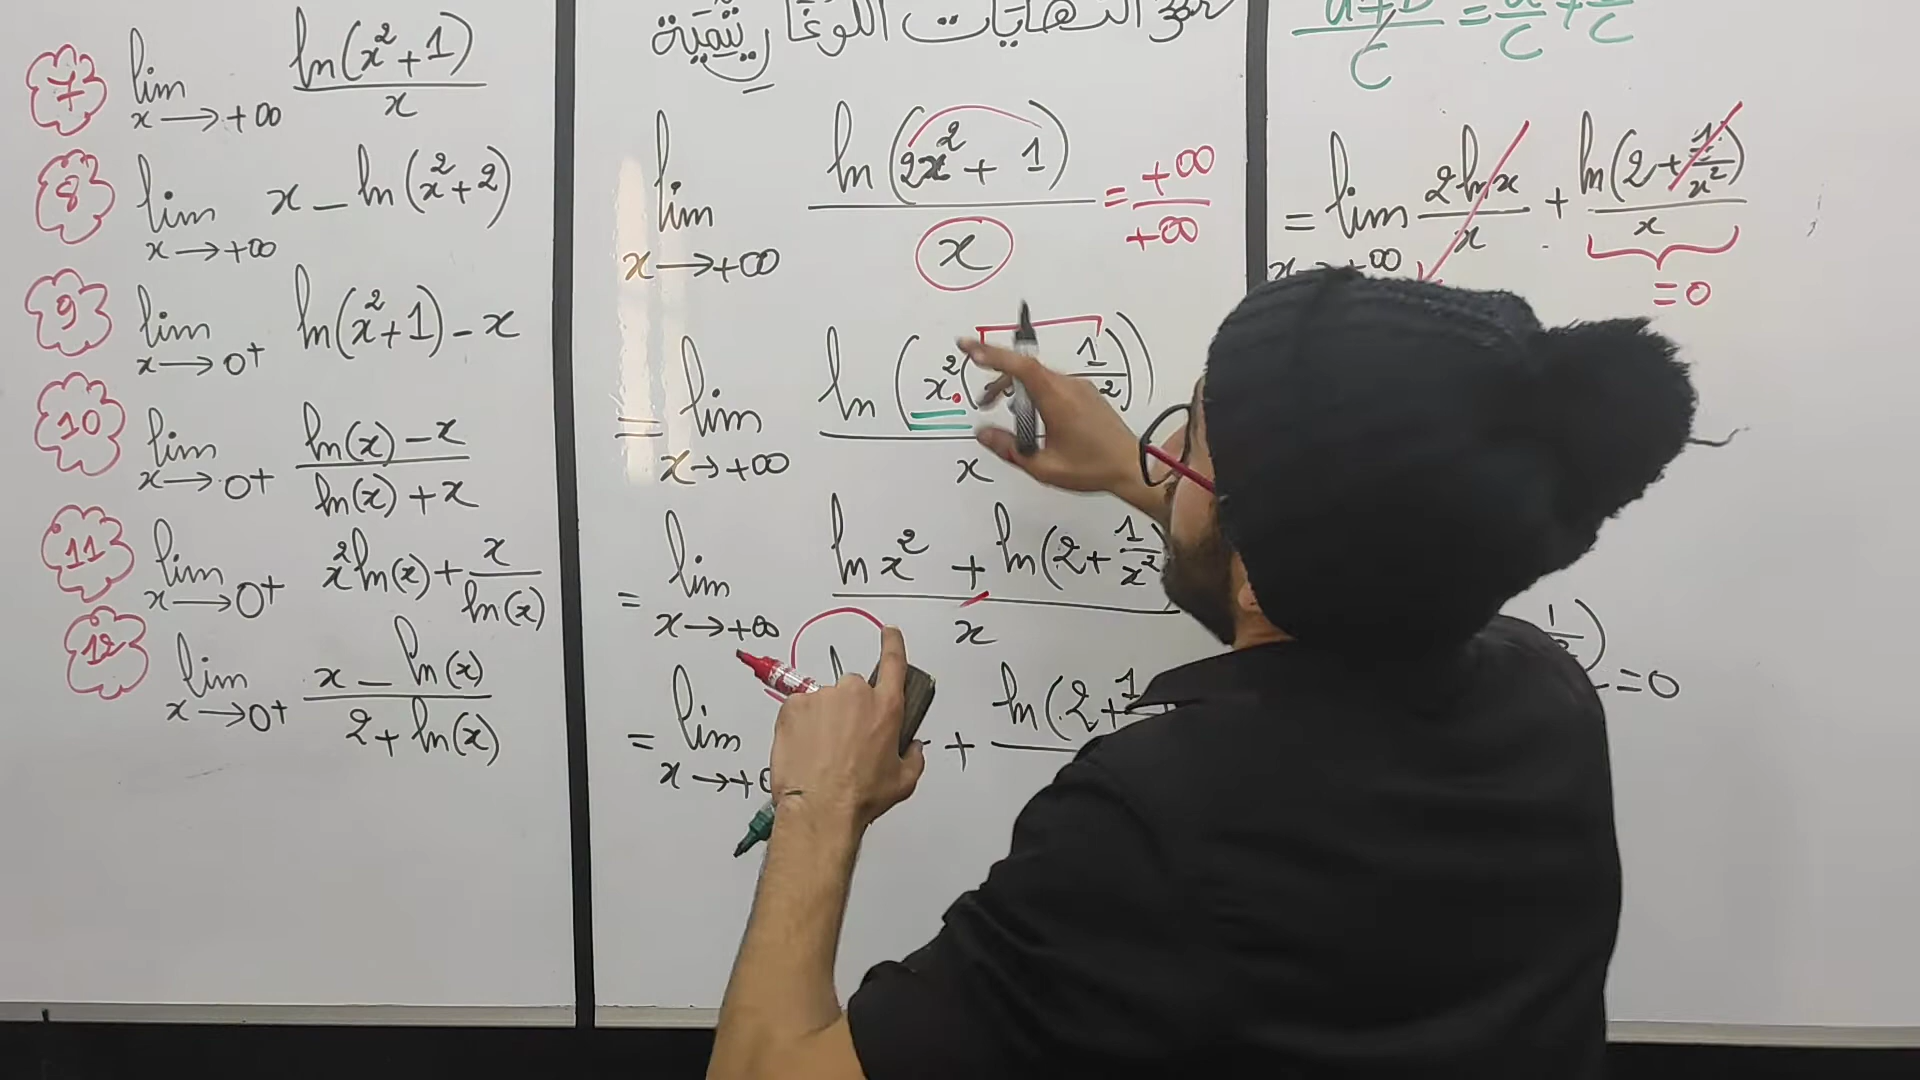 7 lim x→+∞ ln(x²+1)/x
8 lim x→+∞ x – ln(x²+2)
9 lim x→0+ ln(x²+1) – x
10 lim x→0+ (ln(x) – x)/(ln(x) + x)
11 lim x→0+ x²ln(x) + x/ln(x)
12 lim x→0+ (x – ln(x))/(2 + ln(x))
النهايات اللوغاريتمية
lim x→+∞ ln(2x² + 1)/x = +∞/+∞
= lim x→+∞ ln(x²( 1/ ²))/x
= lim x→+∞ (ln x² + ln(2 + 1/x²))/x
= lim x→+ + ln(2 + 1
C = a/C + /C
= lim x +∞ 2lnx/x + ln(2 + 1/x²)/x
= 0
1 ) = 0